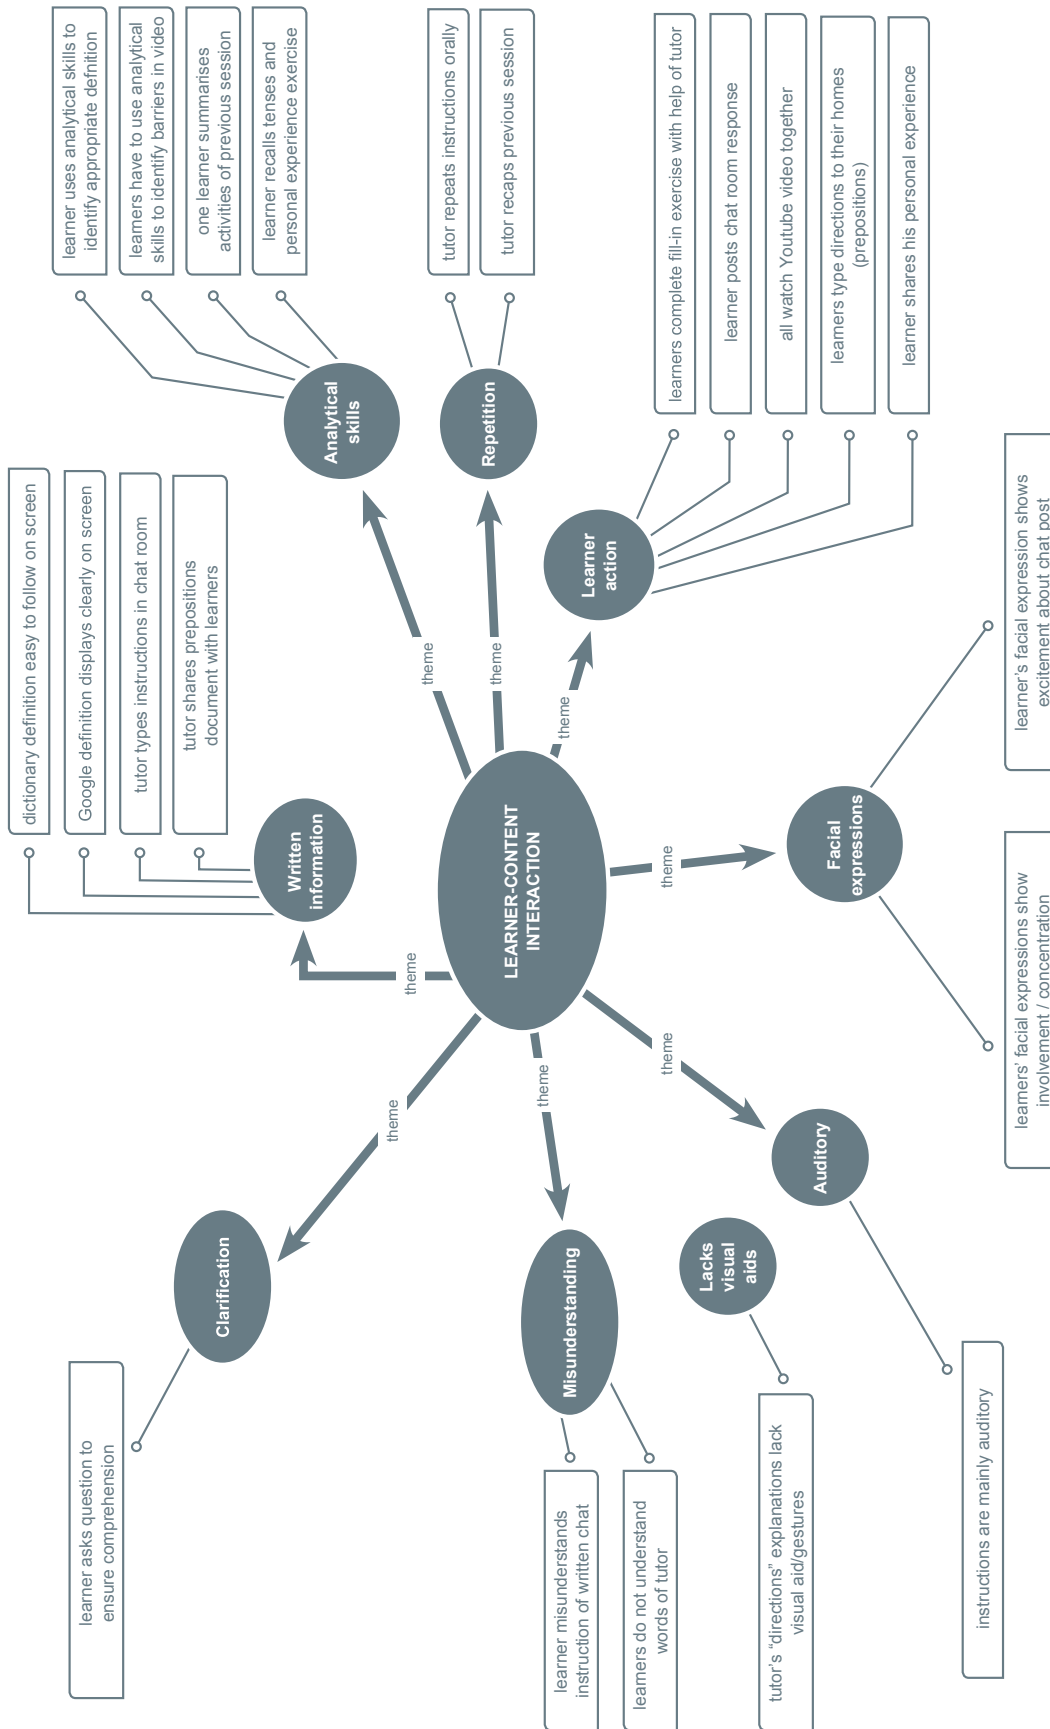 learner asks question to
ensure comprehension
Clarification
theme
dictionary definition easy to follow on screen
Google definition displays clearly on screen
tutor types instructions in chat room
tutor shares prepositions
document with learners
Written
information
theme
learner uses analytical skills to
identify appropriate defnition
learners have to use analytical
skills to identify barriers in video
one learner summarises
activities of previous session
learner recalls tenses and
personal experience exercise
Analytical
skills
theme
tutor repeats instructions orally
tutor recaps previous session
Repetition
theme
LEARNER-CONTENT
INTERACTION
learner misunderstands
instruction of written chat
learners do not understand
words of tutor
Misunderstanding
theme
learners complete fill-in exercise with help of tutor
learner posts chat room response
all watch Youtube video together
learners type directions to their homes
(prepositions)
learner shares his personal experience
Learner
action
theme
tutor's “directions” explanations lack
visual aid/gestures
Lacks
visual
aids
instructions are mainly auditory
Auditory
theme
Facial
expressions
theme
learners' facial expressions show
involvement / concentration
learner's facial expression shows
excitement about chat post